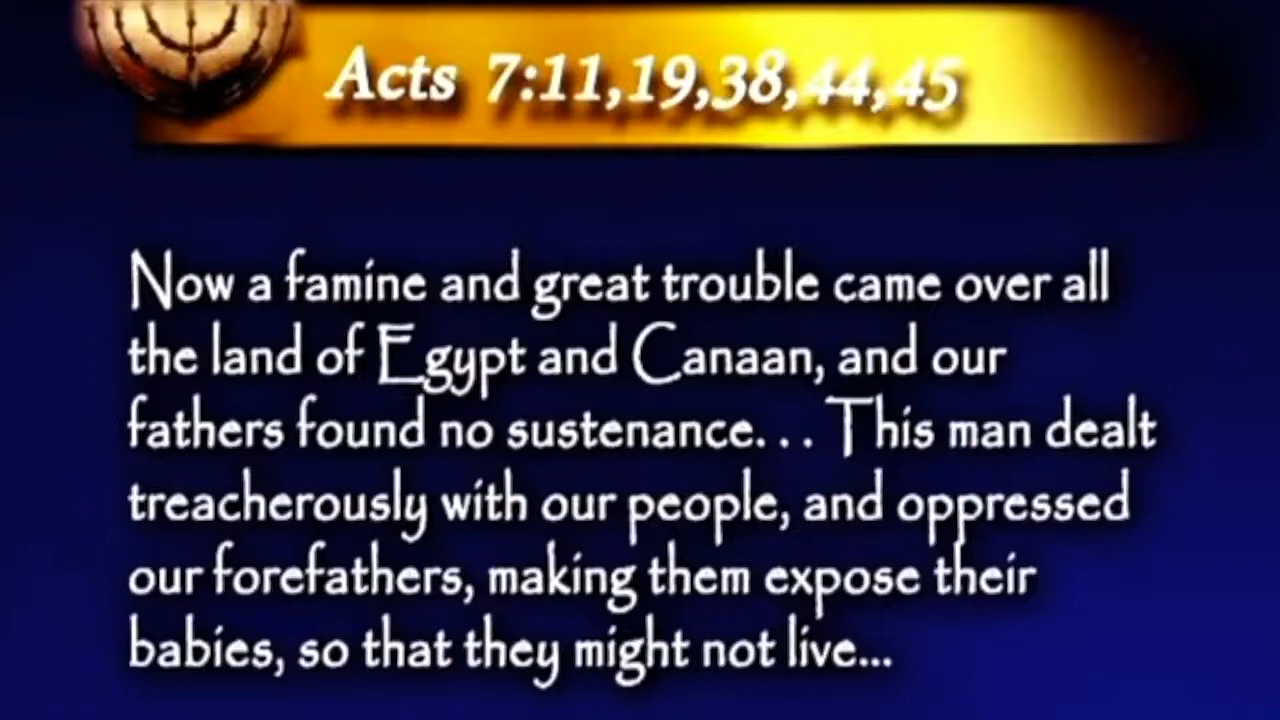 Acts 7:11,19,38,44,45
Now a famine and great trouble came over all
the land of Egypt and Canaan, and our
fathers found no sustenance. . . This man dealt
treacherously with our people, and oppressed
our forefathers, making them expose their
babies, so that they might not live...